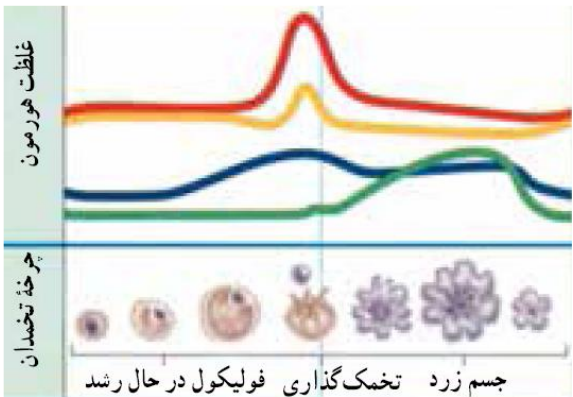 غلظت هورمون
چرخهٔ تخمدان
فولیکول در حال رشد
تخمک‌گذاری
جسم زرد